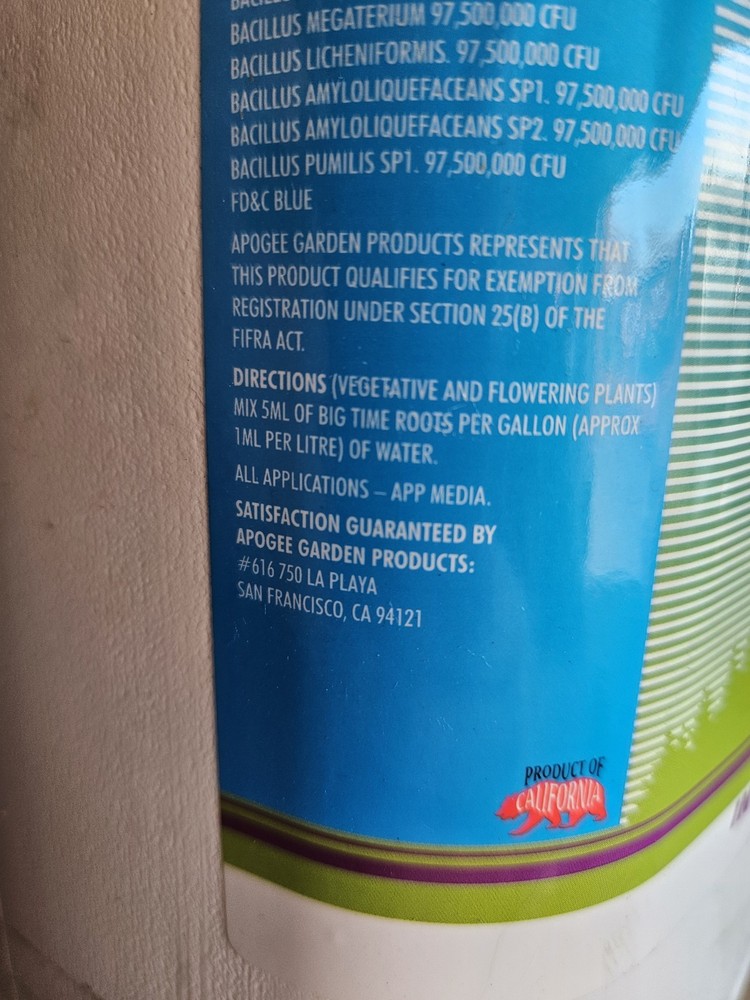 BACILLUS MEGATERIUM 97,500,000 CFU
BACILLUS LICHENIFORMIS. 97,500,000 CFU
BACILLUS AMYLOLIQUEFACEANS SP1. 97,500,000 CFU
BACILLUS AMYLOLIQUEFACEANS SP2. 97,500,000 CFU
BACILLUS PUMILIS SP1. 97,500,000 CFU
FD&C BLUE
APOGEE GARDEN PRODUCTS REPRESENTS THAT
THIS PRODUCT QUALIFIES FOR EXEMPTION FROM
REGISTRATION UNDER SECTION 25(B) OF THE
FIFRA ACT.
DIRECTIONS (VEGETATIVE AND FLOWERING PLANTS)
MIX 5ML OF BIG TIME ROOTS PER GALLON (APPROX
1ML PER LITRE) OF WATER.
ALL APPLICATIONS – APP MEDIA.
SATISFACTION GUARANTEED BY
APOGEE GARDEN PRODUCTS:
#616 750 LA PLAYA
SAN FRANCISCO, CA 94121
PRODUCT OF
CALIFORNIA